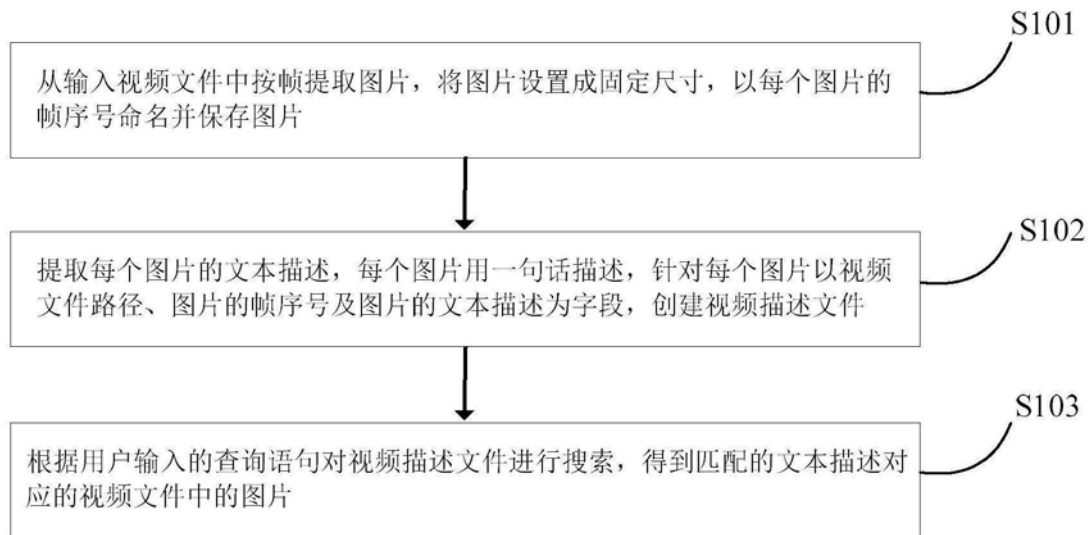 S101
从输入视频文件中按帧提取图片，将图片设置成固定尺寸，以每个图片的
帧序号命名并保存图片
S102
提取每个图片的文本描述，每个图片用一句话描述，针对每个图片以视频
文件路径、图片的帧序号及图片的文本描述为字段，创建视频描述文件
S103
根据用户输入的查询语句对视频描述文件进行搜索，得到匹配的文本描述对
应的视频文件中的图片